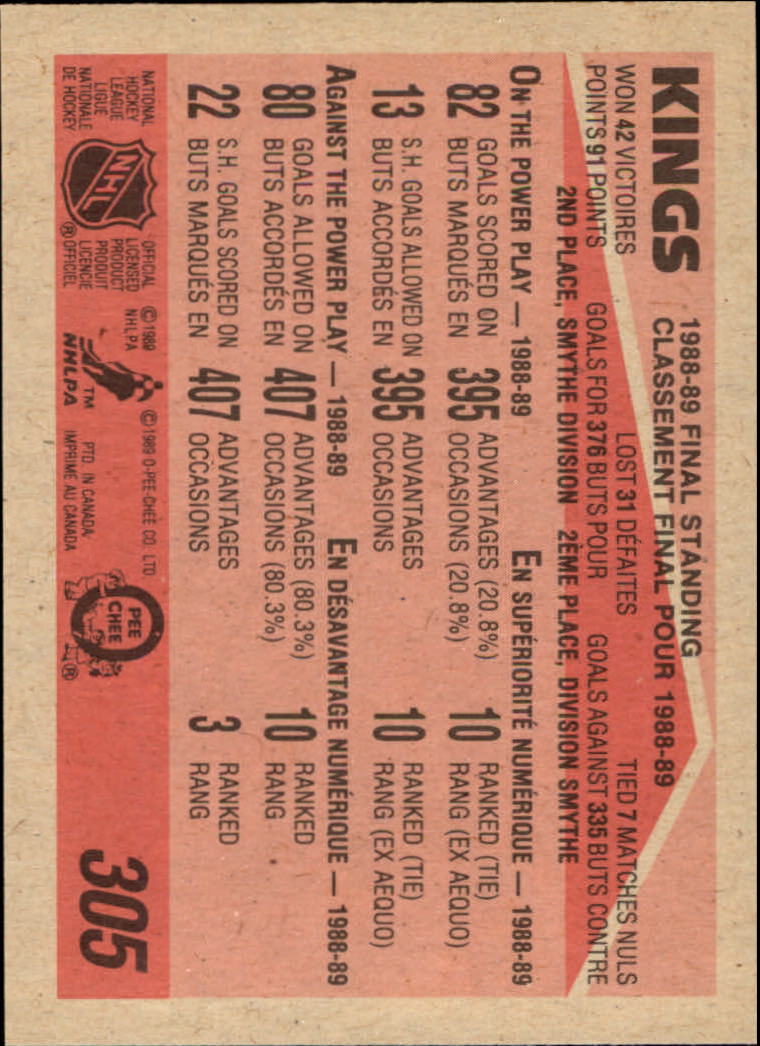 KINGS
1988-89 FINAL STANDING
CLASSEMENT FINAL POUR 1988-89
WON 42 VICTOIRES LOST 31 DÉFAITES TIED 7 MATCHES NULS
POINTS 91 POINTS GOALS FOR 376 BUTS POUR GOALS AGAINST 335 BUTS CONTRE
2ND PLACE, SMYTHE DIVISION 2ÈME PLACE, DIVISION SMYTHE
ON THE POWER PLAY — 1988-89 EN SUPÉRIORITÉ NUMÉRIQUE — 1988-89
82 GOALS SCORED ON 395 ADVANTAGES (20.8%) 10 RANKED (TIE)
BUTS MARQUÉS EN OCCASIONS (20.8%) RANG (EX AEQUO)
13 S.H. GOALS ALLOWED ON 395 ADVANTAGES 10 RANKED (TIE)
BUTS ACCORDÉS EN OCCASIONS RANG (EX AEQUO)
AGAINST THE POWER PLAY — 1988-89 EN DÉSAVANTAGE NUMÉRIQUE — 1988-89
80 GOALS ALLOWED ON 407 ADVANTAGES (80.3%) 10 RANKED
BUTS ACCORDÉS EN OCCASIONS (80.3%) RANG
22 S.H. GOALS SCORED ON 407 ADVANTAGES 3 RANKED
BUTS MARQUÉS EN OCCASIONS RANG
NATIONAL
HOCKEY
LEAGUE
LIGUE
NATIONALE
DE HOCKEY
NHL
®
OFFICIAL
LICENSED
PRODUCT
PRODUIT
LICENCIE
OFFICIEL
© 1989
NHLPA
™
NHLPA
© 1989 O-PEE-CHEE CO. LTD.
PTD. IN CANADA
IMPRIMÉ AU CANADA
O
PEE
CHEE
®
305